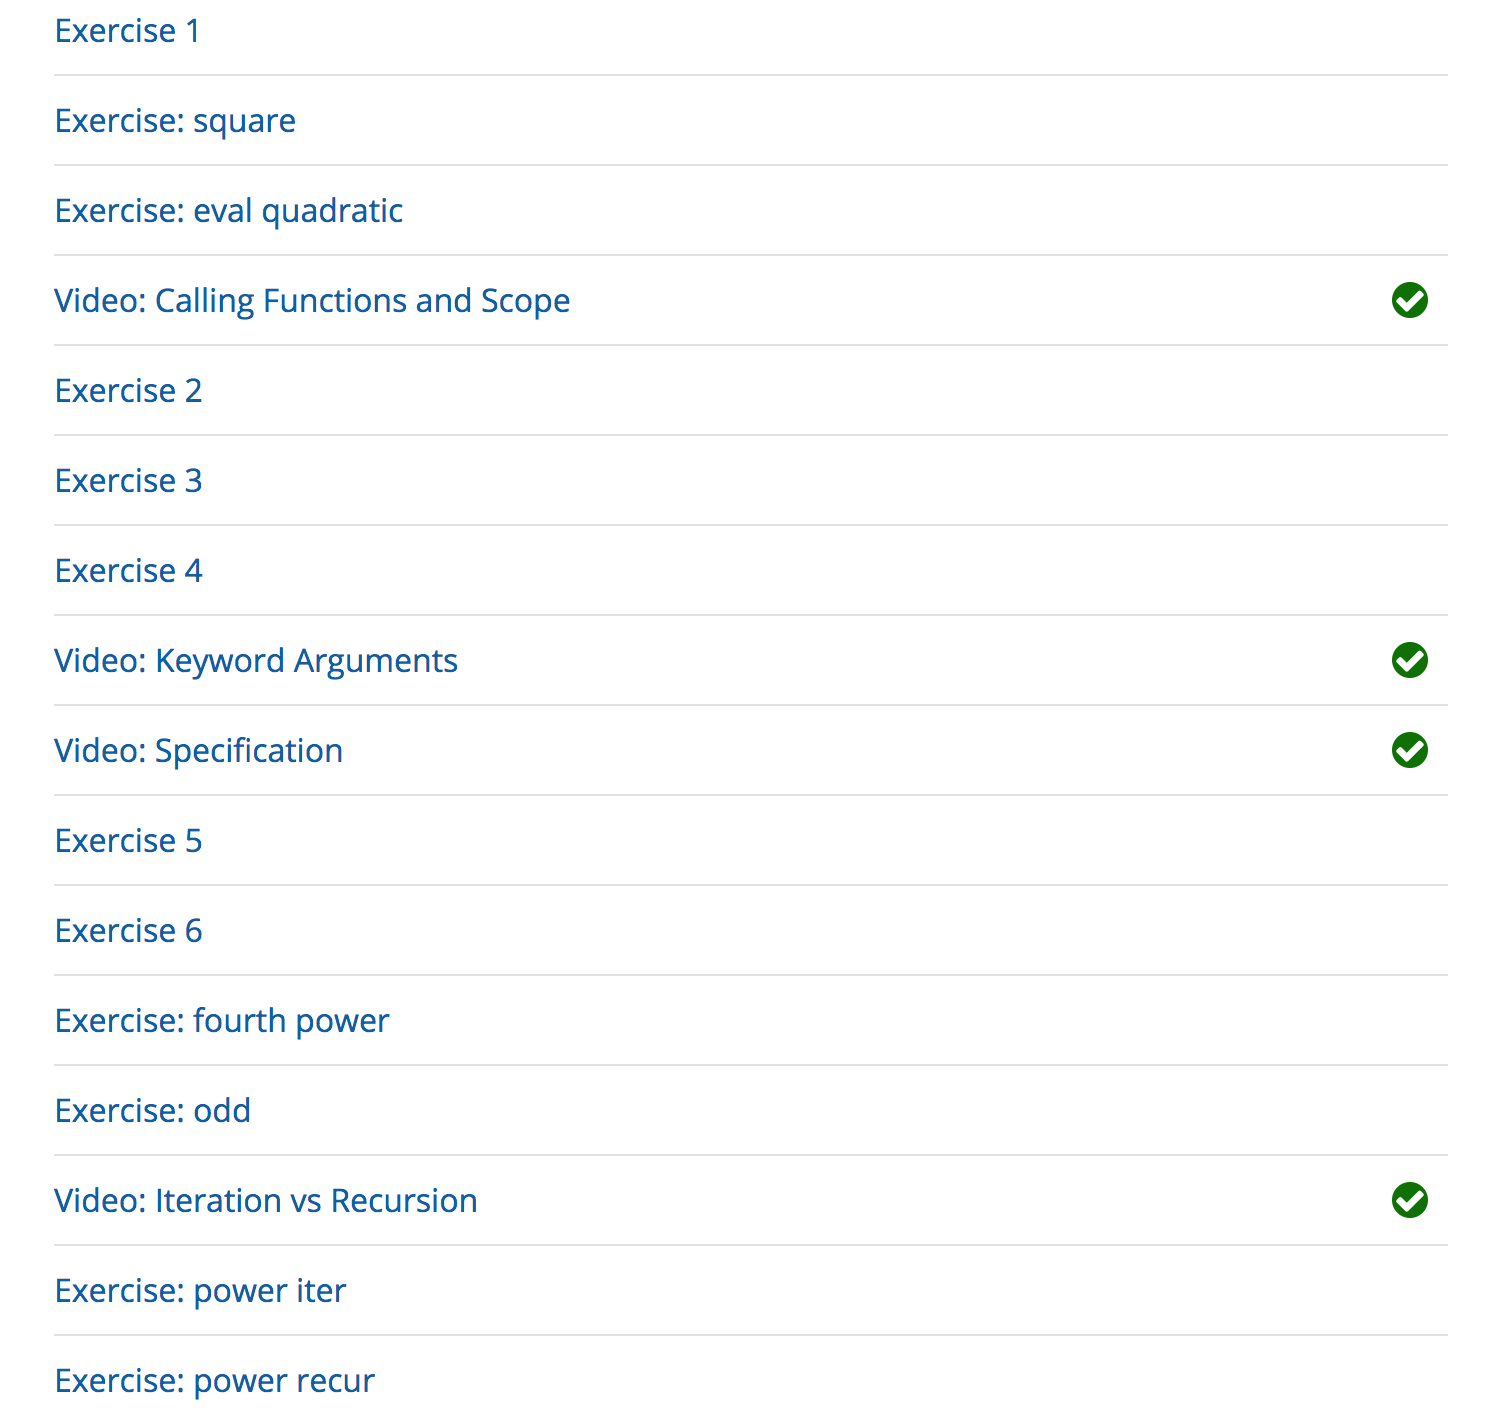 Exercise 1
Exercise: square
Exercise: eval quadratic
Video: Calling Functions and Scope
Exercise 2
Exercise 3
Exercise 4
Video: Keyword Arguments
Video: Specification
Exercise 5
Exercise 6
Exercise: fourth power
Exercise: odd
Video: Iteration vs Recursion
Exercise: power iter
Exercise: power recur